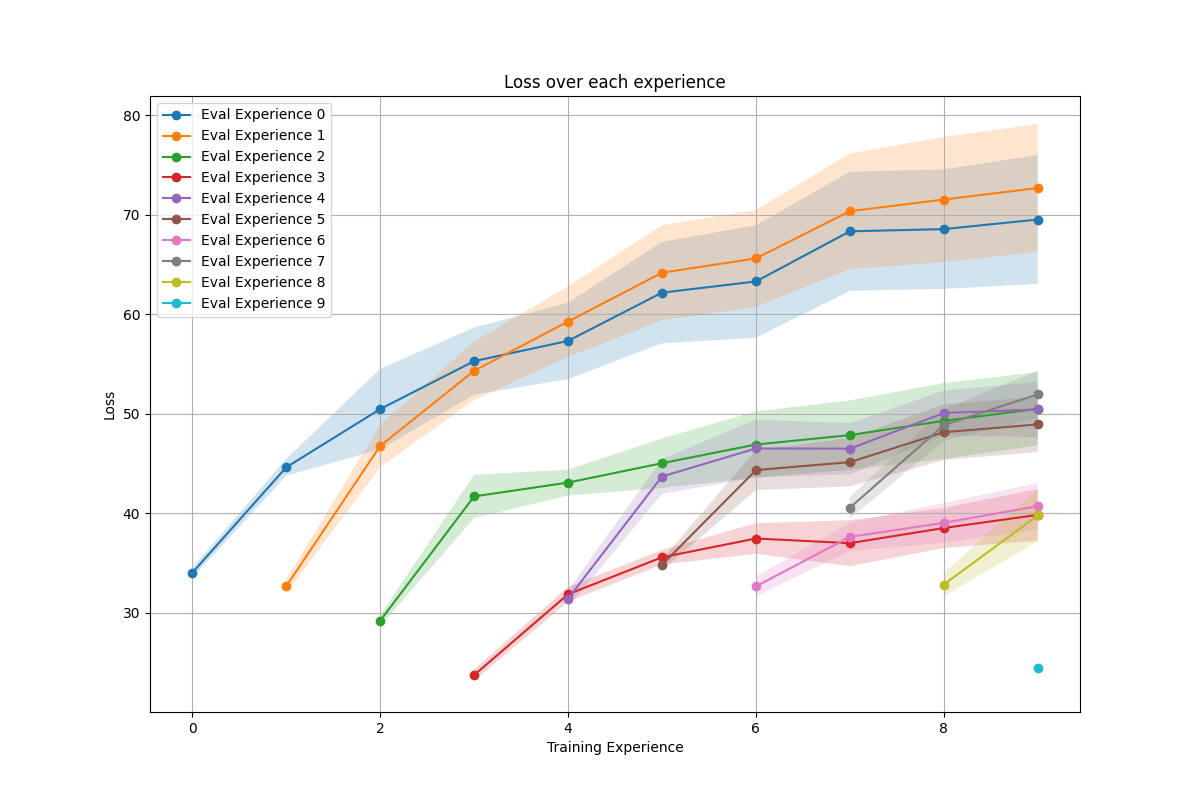 Loss over each experience
80
70
60
50
40
30
Loss
Eval Experience 0
Eval Experience 1
Eval Experience 2
Eval Experience 3
Eval Experience 4
Eval Experience 5
Eval Experience 6
Eval Experience 7
Eval Experience 8
Eval Experience 9
0 2 4 6 8
Training Experience